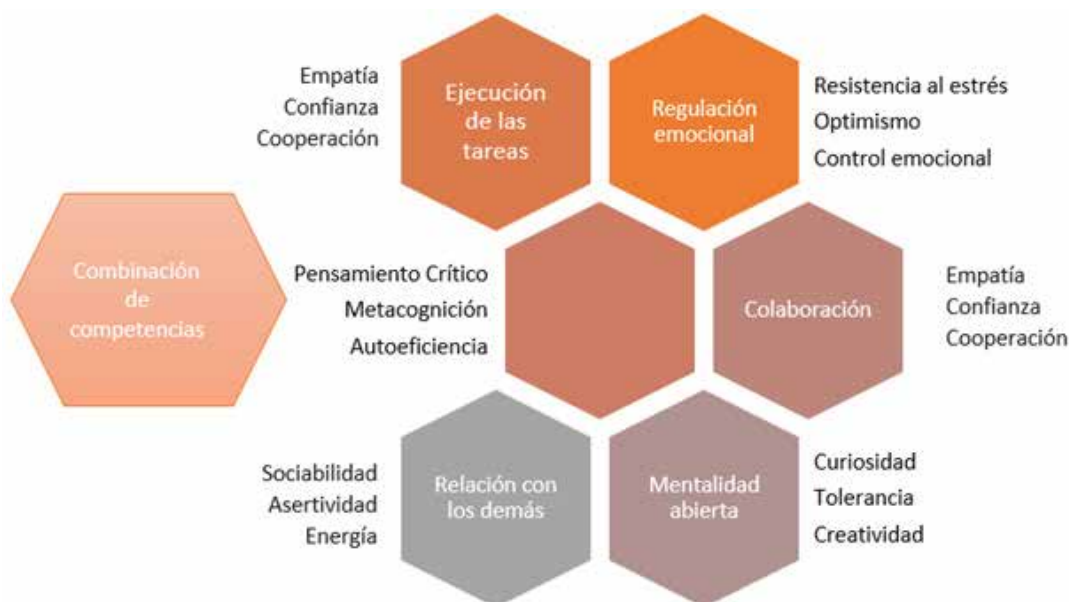 Empatía
Confianza
Cooperación
Ejecución
de las
tareas
Regulación
emocional
Resistencia al estrés
Optimismo
Control emocional
Combinación
de
competencias
Pensamiento Crítico
Metacognición
Autoeficiencia
Colaboración
Empatía
Confianza
Cooperación
Sociabilidad
Asertividad
Energía
Relación con
los demás
Mentalidad
abierta
Curiosidad
Tolerancia
Creatividad